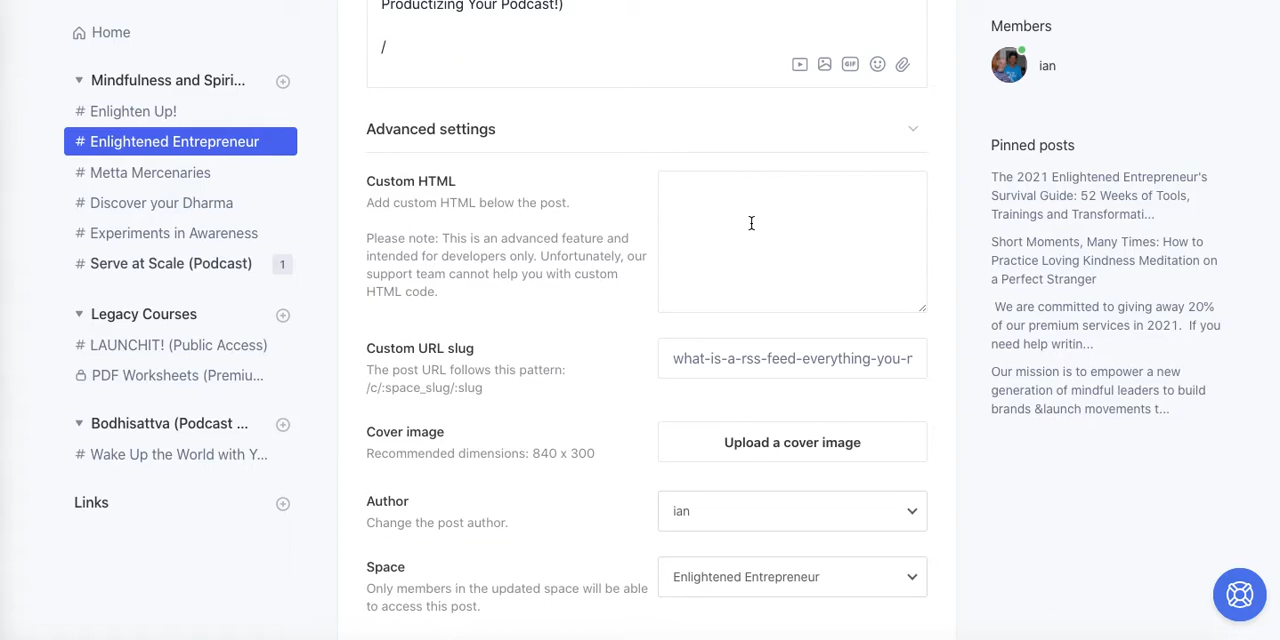 Home
Mindfulness and Spiri...
# Enlighten Up!
# Enlightened Entrepreneur
# Metta Mercenaries
# Discover your Dharma
# Experiments in Awareness
# Serve at Scale (Podcast) 1
Legacy Courses
# LAUNCHIT! (Public Access)
PDF Worksheets (Premiu...
Bodhisattva (Podcast ...
# Wake Up the World with Y...
Links
Productizing Your Podcast!)
/
GIF
Advanced settings
Custom HTML
Add custom HTML below the post.
Please note: This is an advanced feature and
intended for developers only. Unfortunately, our
support team cannot help you with custom
HTML code.
Custom URL slug
The post URL follows this pattern:
/c/:space_slug/:slug
what-is-a-rss-feed-everything-you-r
Cover image
Recommended dimensions: 840 x 300
Upload a cover image
Author
Change the post author.
ian
Space
Only members in the updated space will be able
to access this post.
Enlightened Entrepreneur
Members
ian
Pinned posts
The 2021 Enlightened Entrepreneur's
Survival Guide: 52 Weeks of Tools,
Trainings and Transformati...
Short Moments, Many Times: How to
Practice Loving Kindness Meditation on
a Perfect Stranger
We are committed to giving away 20%
of our premium services in 2021. If you
need help writin...
Our mission is to empower a new
generation of mindful leaders to build
brands &launch movements t...